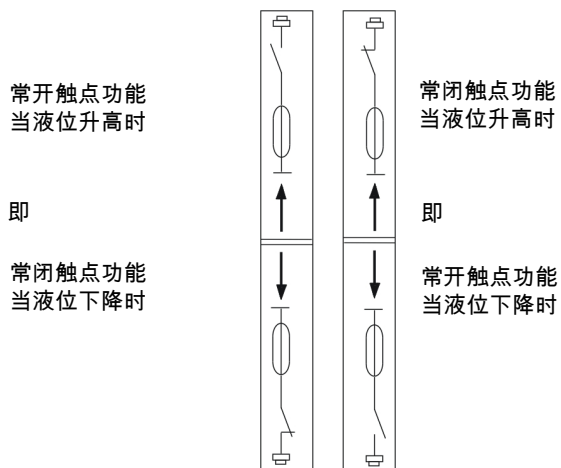 常开触点功能
当液位升高时
即
常闭触点功能
当液位下降时
常闭触点功能
当液位升高时
即
常开触点功能
当液位下降时